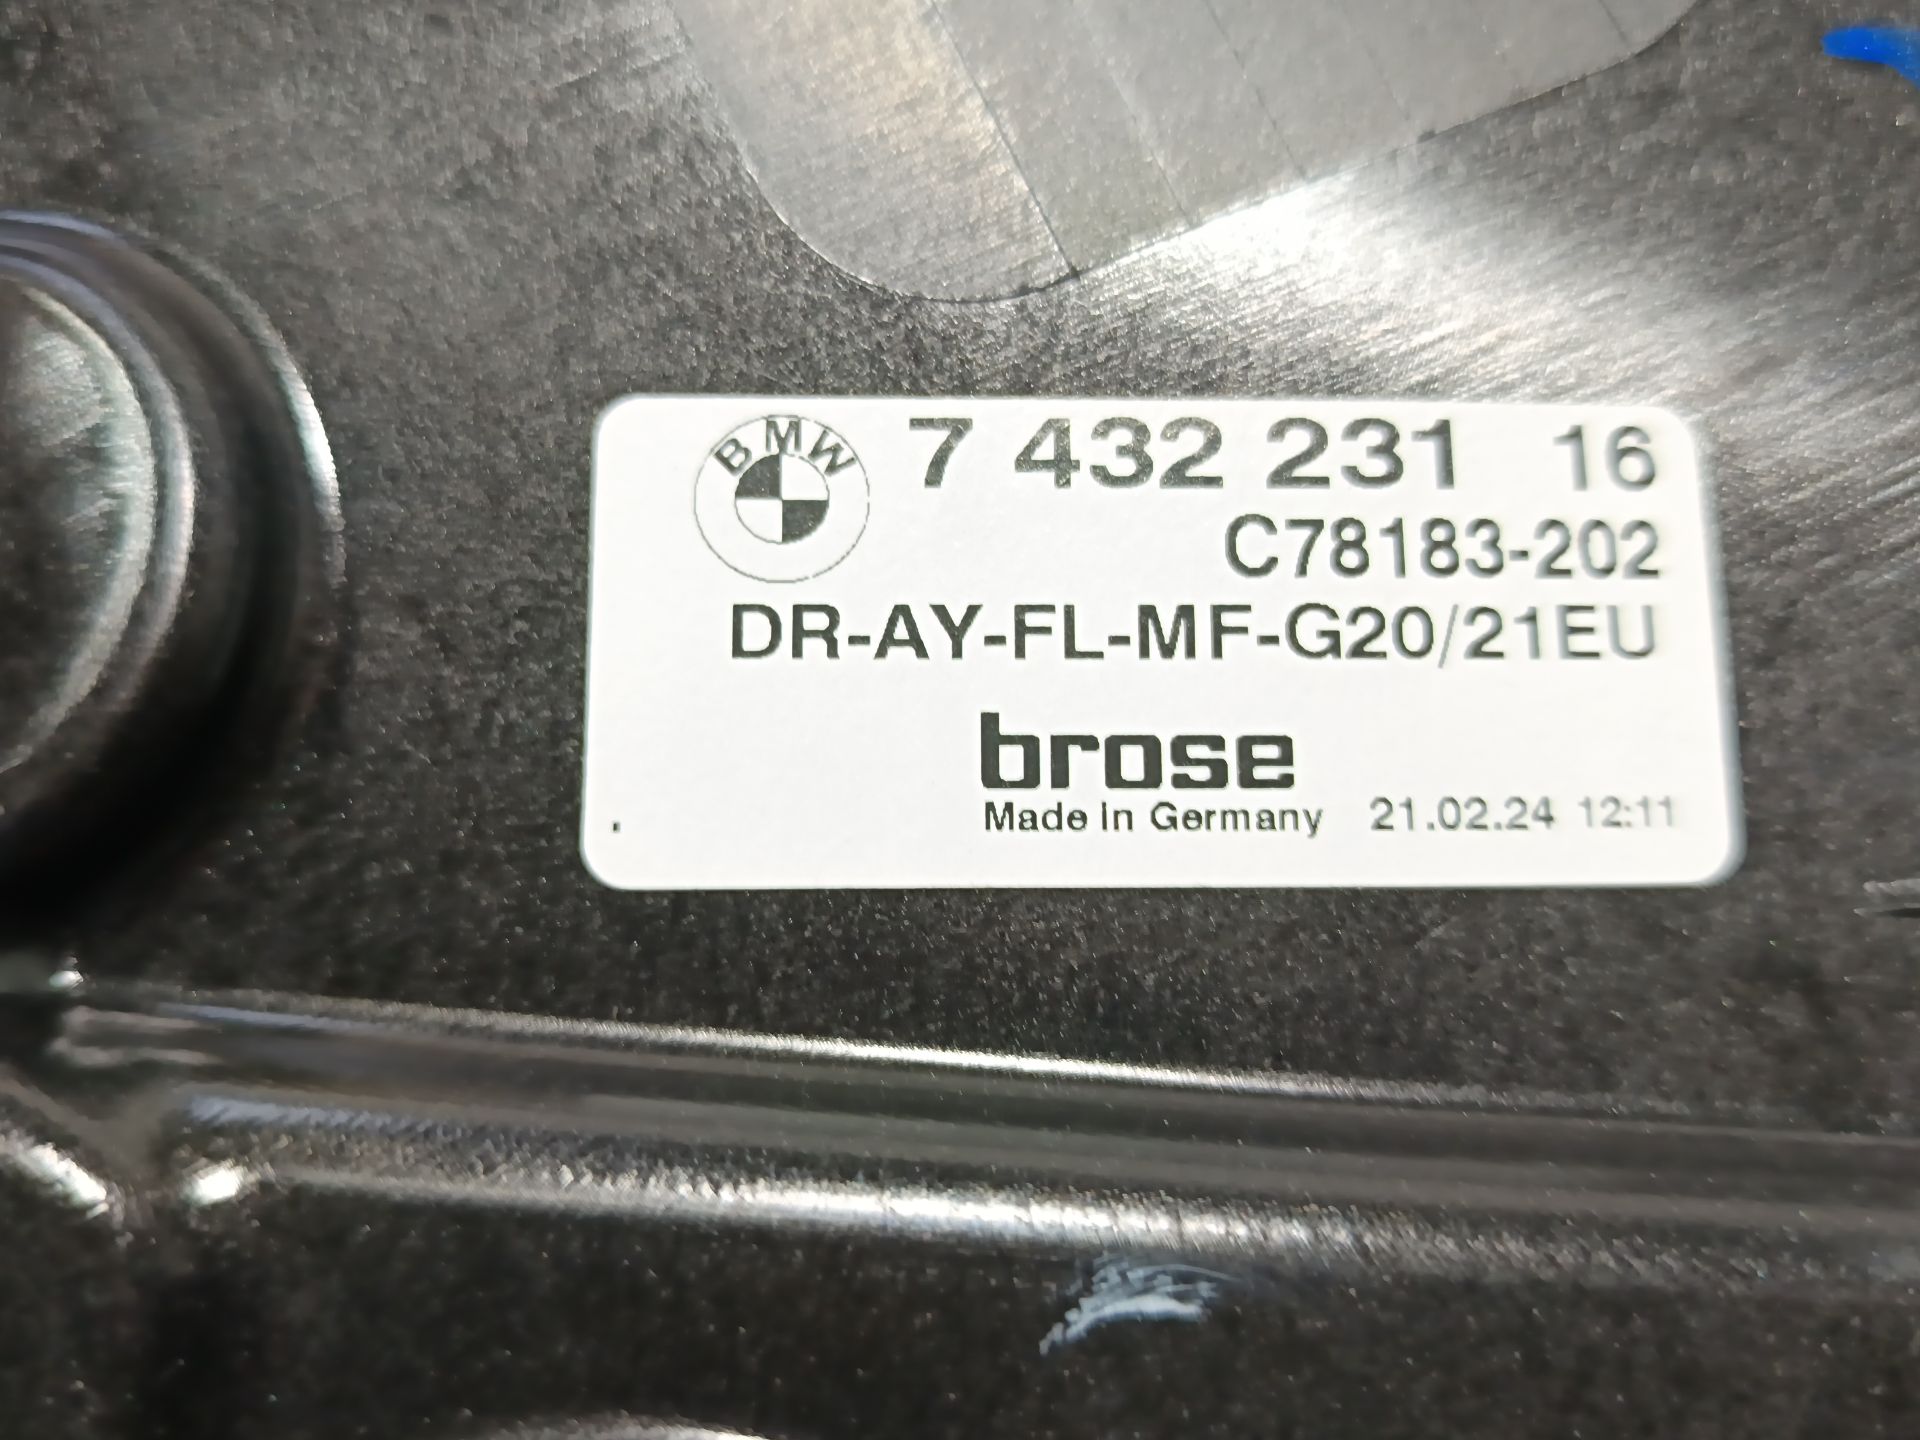 BMW 7 432 231 16
C78183-202
DR-AY-FL-MF-G20/21EU
brose
Made in Germany 21.02.24 12:11